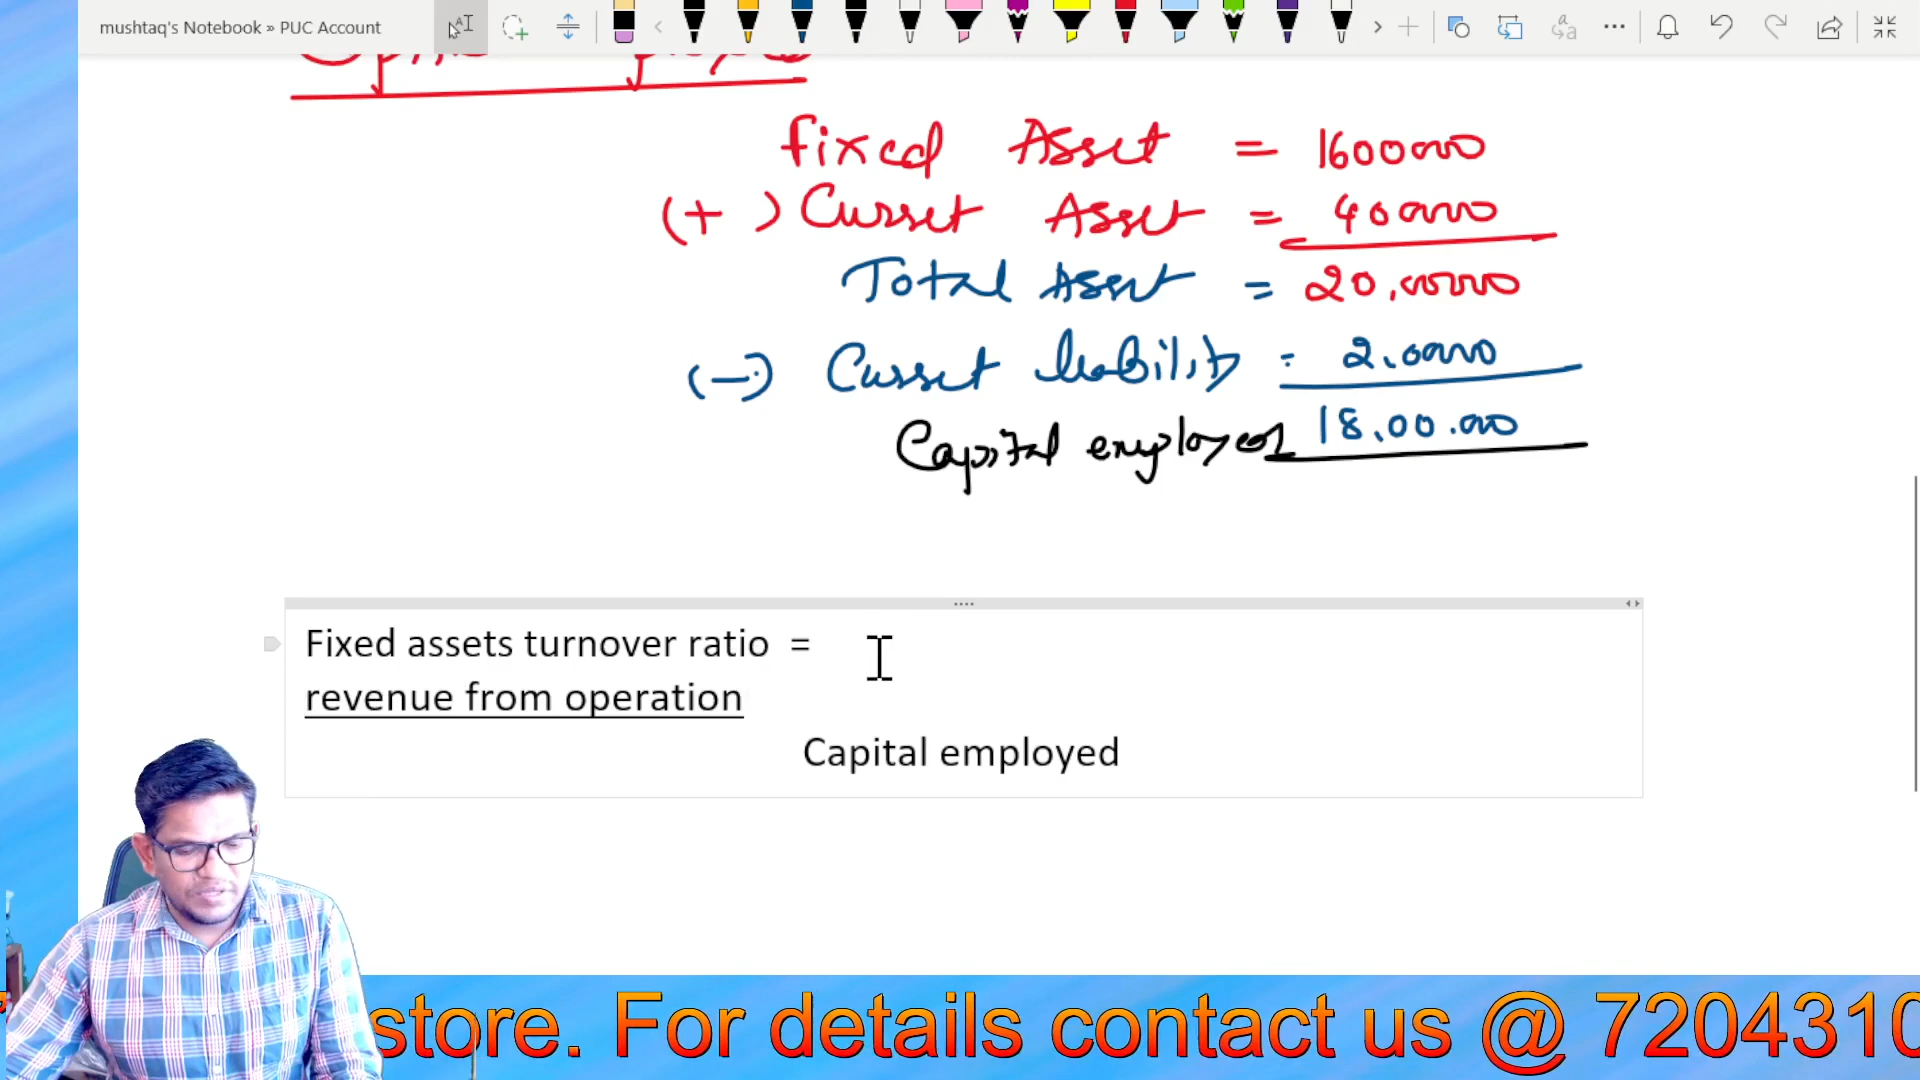 mushtaq's Notebook » PUC Account
Fixed Asset = 1600000
(+) Current Asset = 400000
Total Asset = 20,00000
(-) Current liability = 2,00000
Capital employed 18,00.000
Fixed assets turnover ratio =
revenue from operation
Capital employed
store. For details contact us @ 7204310